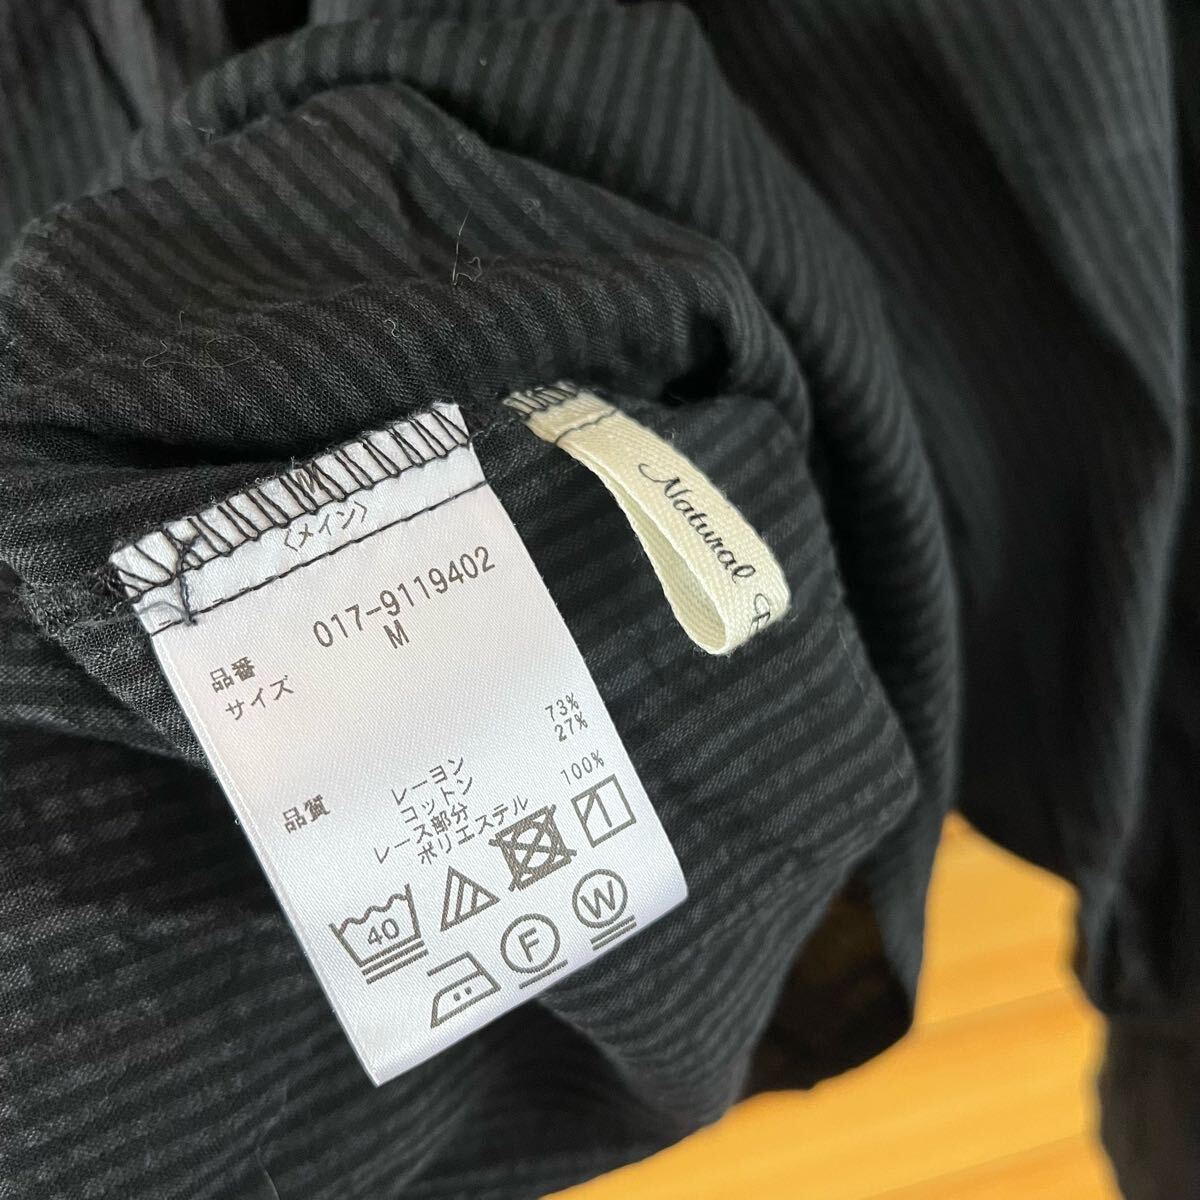 〈メイン〉
品番 017-9119402
サイズ M
品質 レーヨン 73%
コットン 27%
レース部分
ポリエステル 100%
40
F
W
Natural